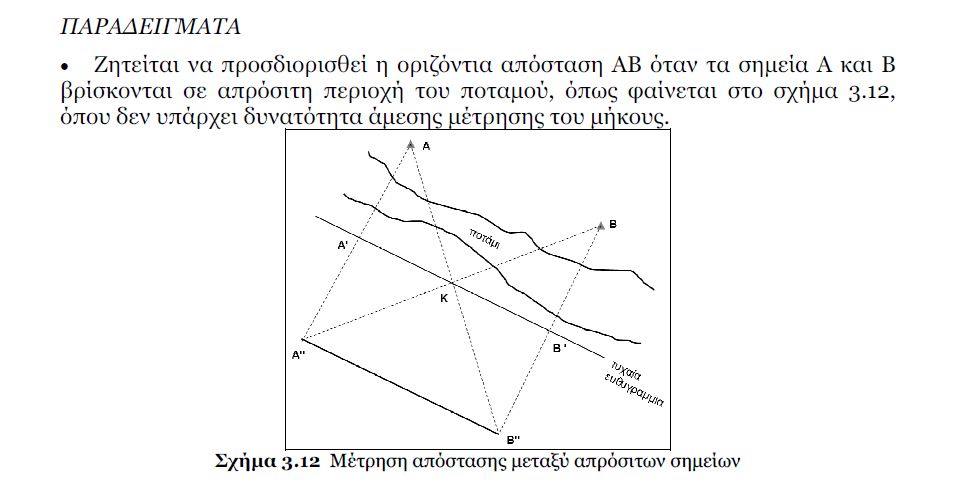 ΠΑΡΑΔΕΙΓΜΑΤΑ
• Ζητείται να προσδιορισθεί η οριζόντια απόσταση ΑΒ όταν τα σημεία Α και Β
βρίσκονται σε απρόσιτη περιοχή του ποταμού, όπως φαίνεται στο σχήμα 3.12,
όπου δεν υπάρχει δυνατότητα άμεσης μέτρησης του μήκους.
Α
Β
ποτάμι
Α'
Κ
Β'
Α"
τυχαία
ευθυγραμμια
Β"
Σχήμα 3.12 Μέτρηση απόστασης μεταξύ απρόσιτων σημείων